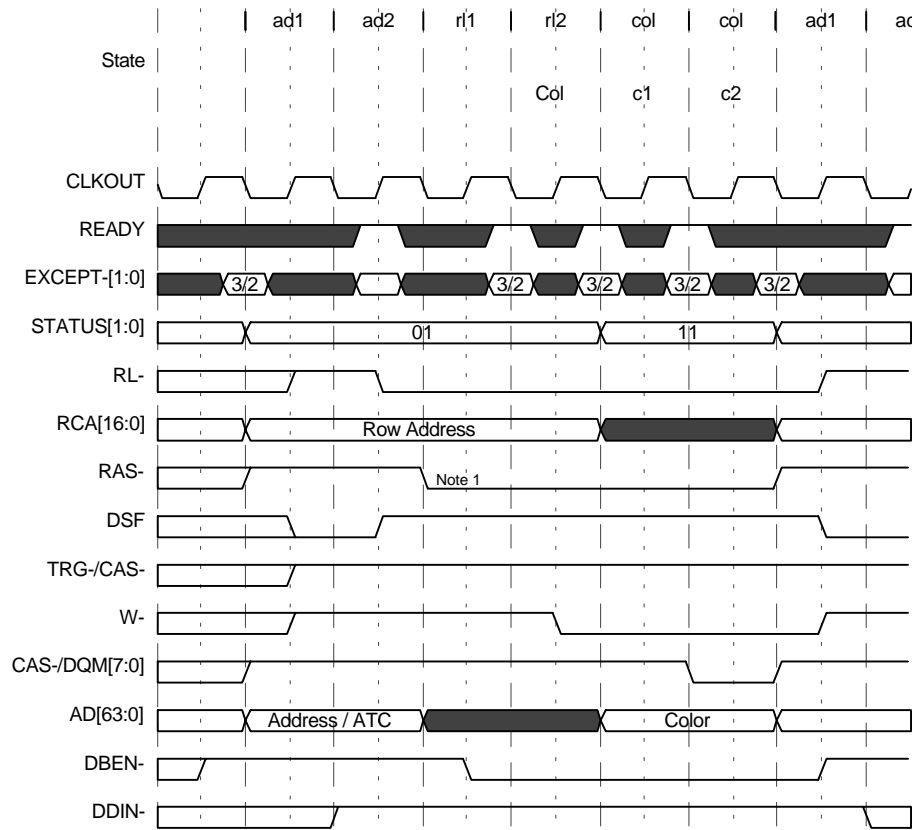 ad1 ad2 rl1 rl2 col col ad1 ad
State
Col c1 c2
CLKOUT
READY
EXCEPT-[1:0] 3/2 3/2 3/2 3/2 3/2
STATUS[1:0] 01 11
RL-
RCA[16:0] Row Address
RAS- Note 1
DSF
TRG-/CAS-
W-
CAS-/DQM[7:0]
AD[63:0] Address / ATC Color
DBEN-
DDIN-